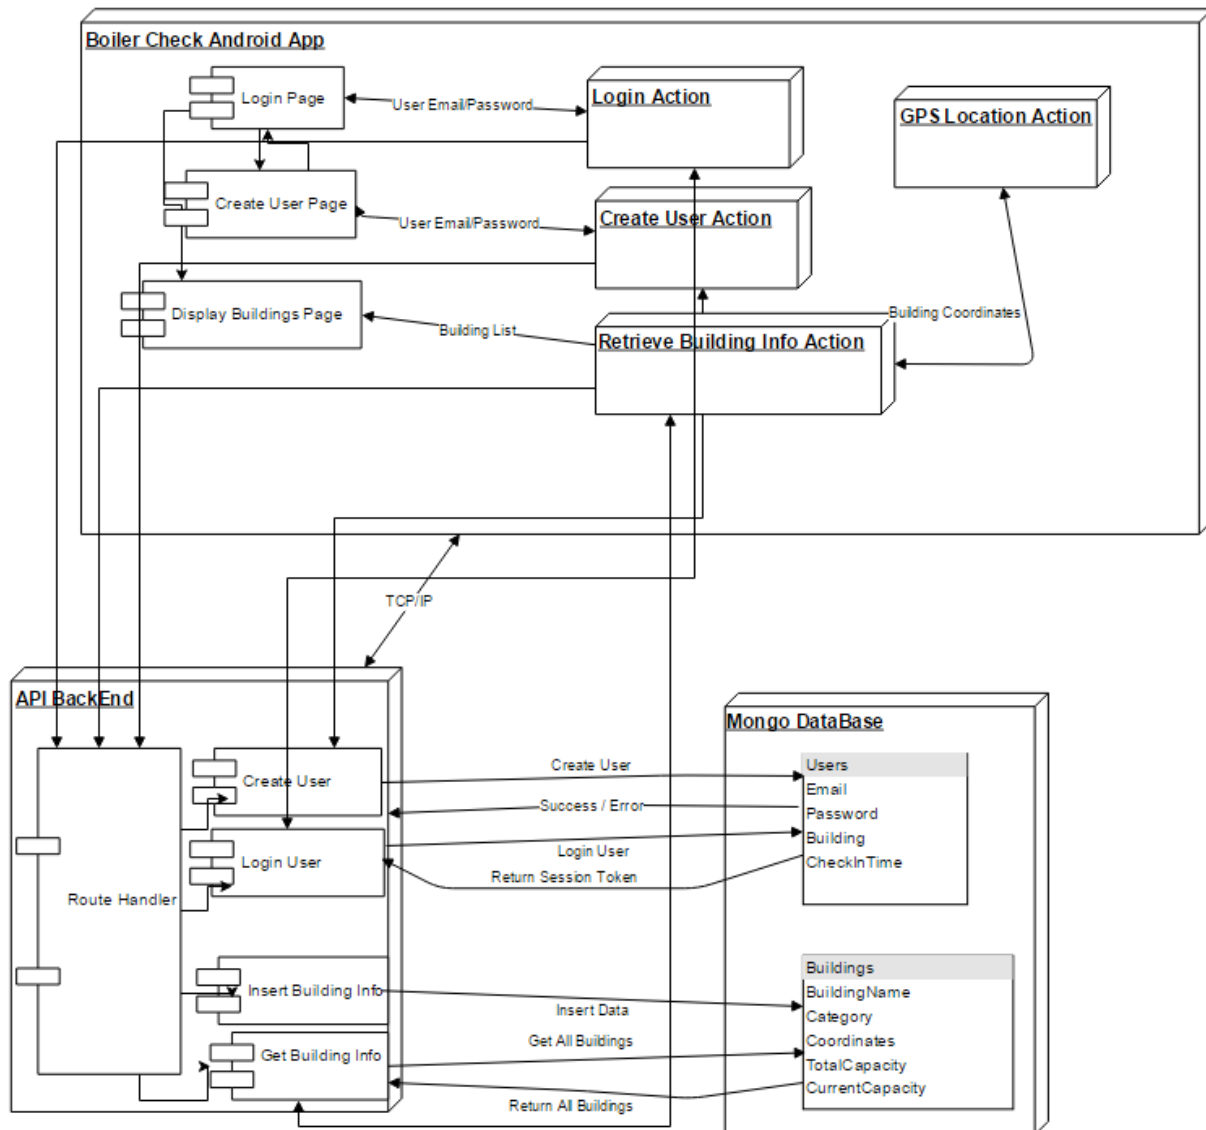 Boiler Check Android App
Login Page
User Email/Password
Login Action
GPS Location Action
Create User Page
User Email/Password
Create User Action
Display Buildings Page
Building List
Retrieve Building Info Action
Building Coordinates
TCP/IP
API BackEnd
Route Handler
Create User
Login User
Insert Building Info
Get Building Info
Create User
Success / Error
Login User
Return Session Token
Insert Data
Get All Buildings
Return All Buildings
Mongo DataBase
Users
Email
Password
Building
CheckInTime
Buildings
BuildingName
Category
Coordinates
TotalCapacity
CurrentCapacity